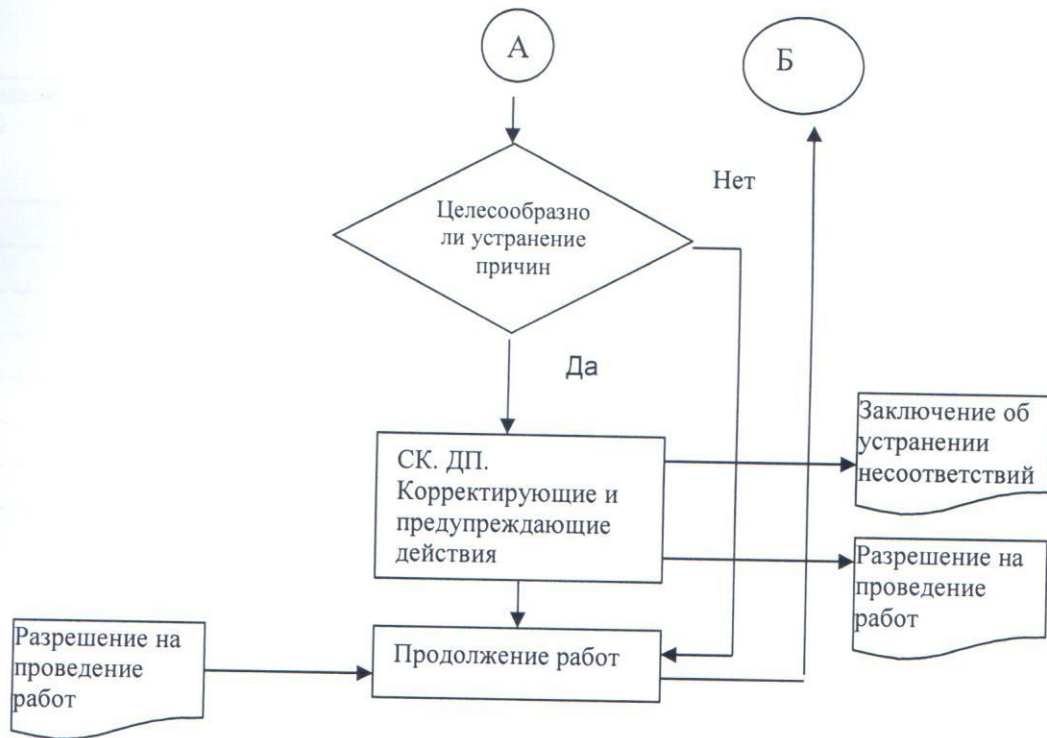 А
Б
Нет
Целесообразно
ли устранение
причин
Да
СК. ДП.
Корректирующие и
предупреждающие
действия
Заключение об
устранении
несоответствий
Разрешение на
проведение
работ
Разрешение на
проведение
работ
Продолжение работ